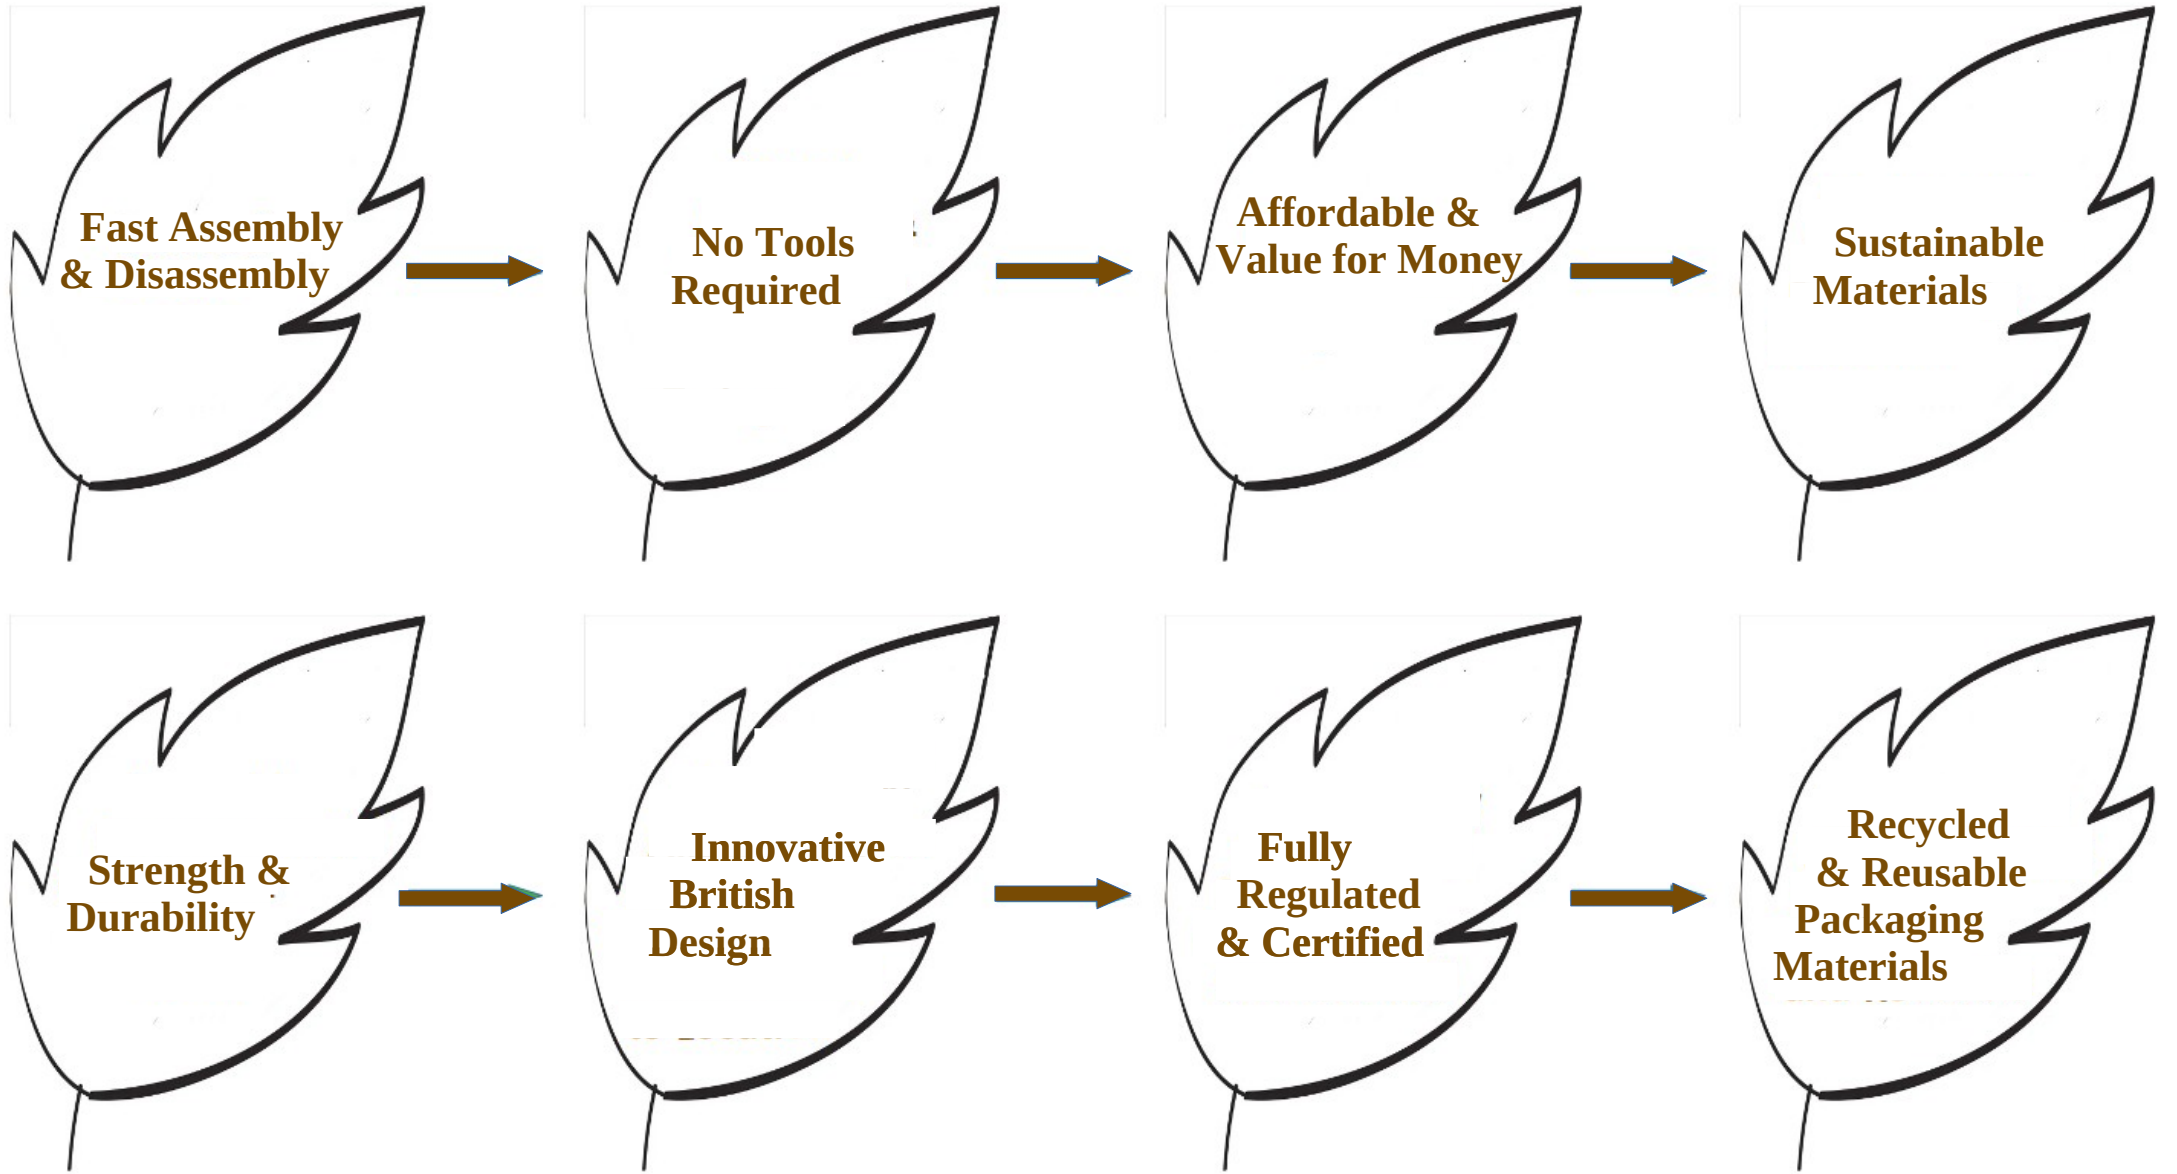 Fast Assembly
& Disassembly
No Tools
Required
Affordable &
Value for Money
Sustainable
Materials
Strength &
Durability
Innovative
British
Design
Fully
Regulated
& Certified
Recycled
& Reusable
Packaging
Materials